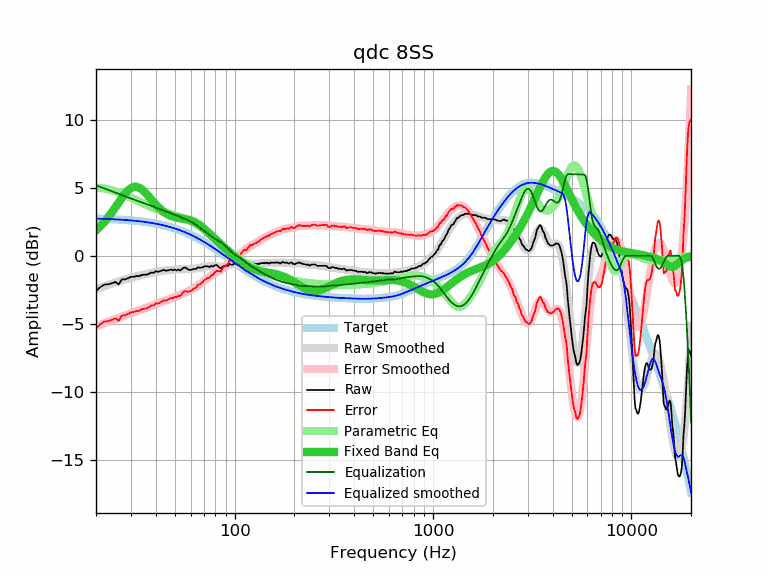 qdc 8SS
Amplitude (dBr)
10
5
0
−5
−10
−15
Target
Raw Smoothed
Error Smoothed
Raw
Error
Parametric Eq
Fixed Band Eq
Equalization
Equalized smoothed
100 1000 10000
Frequency (Hz)